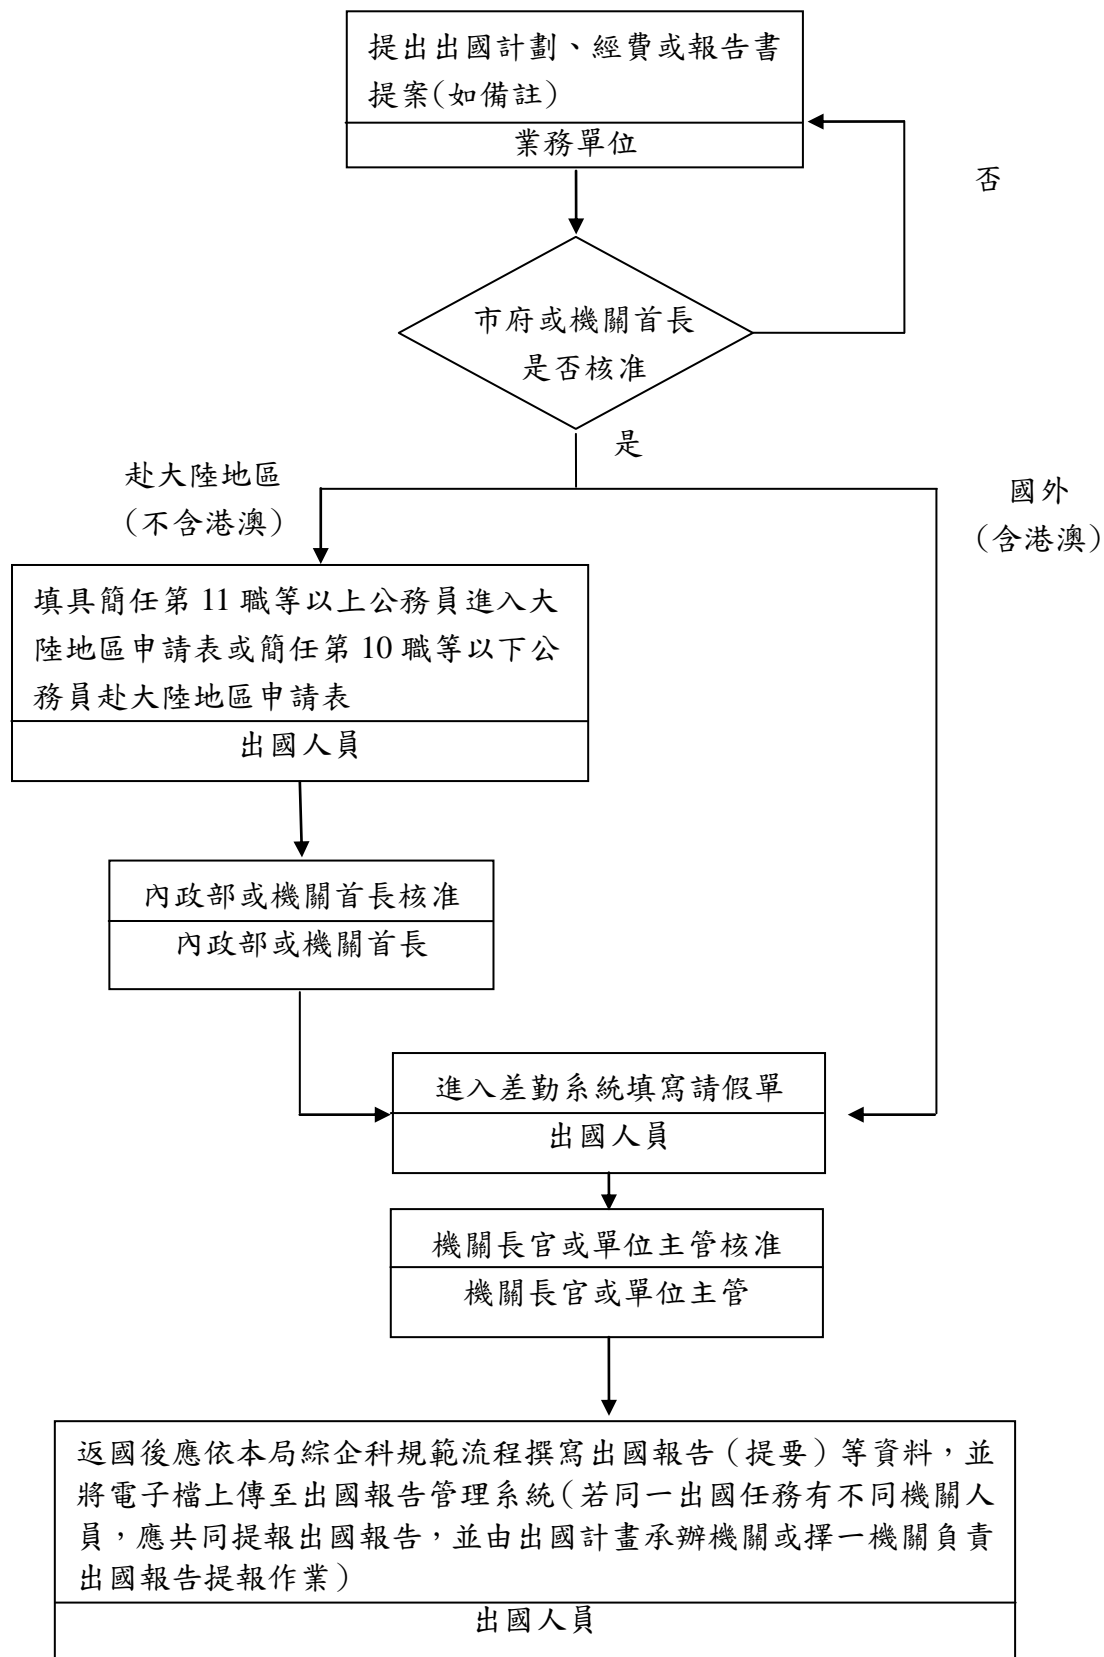 提出出國計劃、經費或報告書
提案(如備註)
業務單位
否
市府或機關首長
是否核准
是
赴大陸地區
(不含港澳)
國外
(含港澳)
填具簡任第 11 職等以上公務員進入大
陸地區申請表或簡任第 10 職等以下公
務員赴大陸地區申請表
出國人員
內政部或機關首長核准
內政部或機關首長
進入差勤系統填寫請假單
出國人員
機關長官或單位主管核准
機關長官或單位主管
返國後應依本局綜企科規範流程撰寫出國報告(提要)等資料,並
將電子檔上傳至出國報告管理系統(若同一出國任務有不同機關人
員,應共同提報出國報告,並由出國計畫承辦機關或擇一機關負責
出國報告提報作業)
出國人員